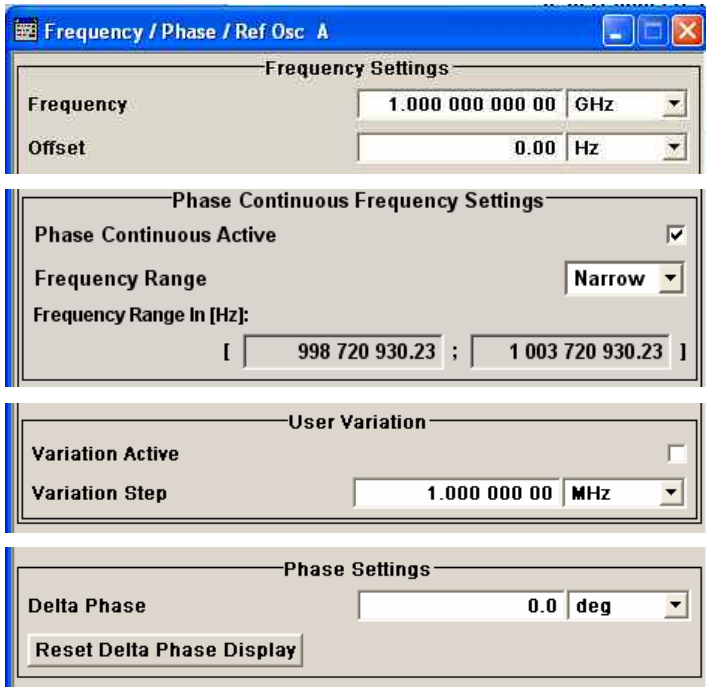 Frequency / Phase / Ref Osc A
Frequency Settings
Frequency 1.000 000 000 00 GHz
Offset 0.00 Hz
Phase Continuous Frequency Settings
Phase Continuous Active
Frequency Range Narrow
Frequency Range In [Hz]:
[ 998 720 930.23 ; 1 003 720 930.23 ]
User Variation
Variation Active
Variation Step 1.000 000 00 MHz
Phase Settings
Delta Phase 0.0 deg
Reset Delta Phase Display